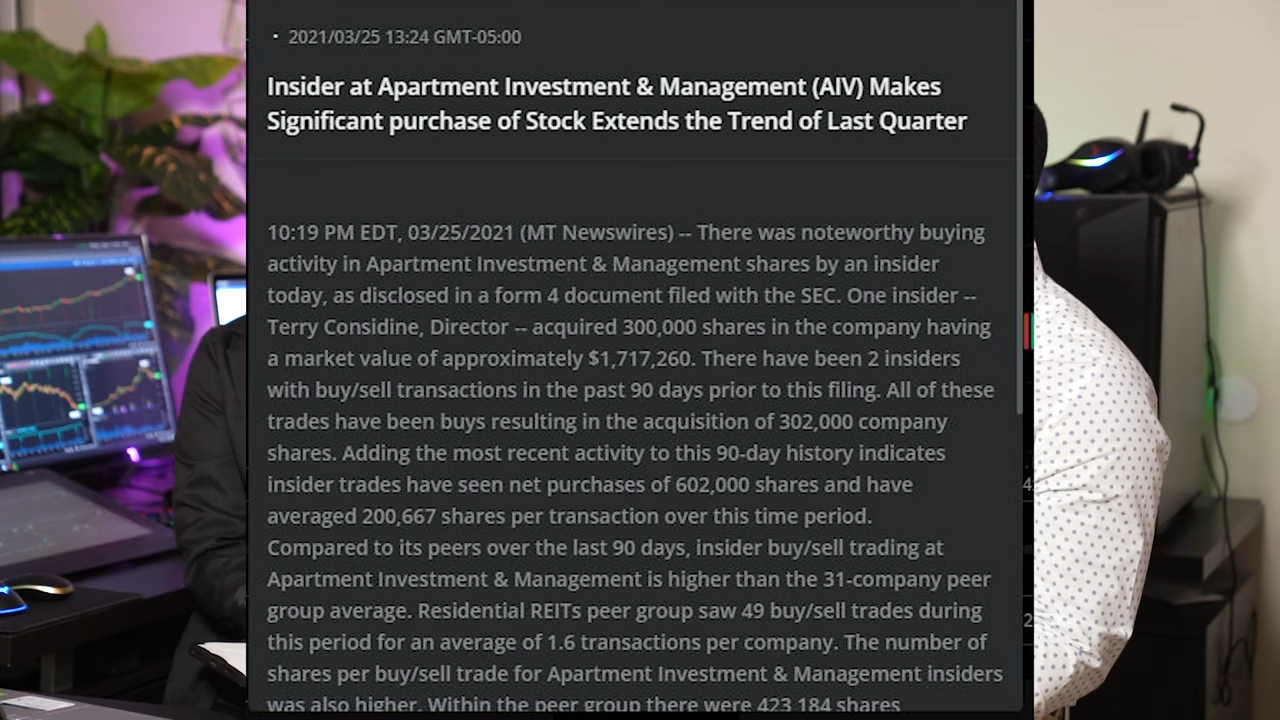 2021/03/25 13:24 GMT-05:00
Insider at Apartment Investment & Management (AIV) Makes
Significant purchase of Stock Extends the Trend of Last Quarter
10:19 PM EDT, 03/25/2021 (MT Newswires) -- There was noteworthy buying
activity in Apartment Investment & Management shares by an insider
today, as disclosed in a form 4 document filed with the SEC. One insider --
Terry Considine, Director -- acquired 300,000 shares in the company having
a market value of approximately $1,717,260. There have been 2 insiders
with buy/sell transactions in the past 90 days prior to this filing. All of these
trades have been buys resulting in the acquisition of 302,000 company
shares. Adding the most recent activity to this 90-day history indicates
insider trades have seen net purchases of 602,000 shares and have
averaged 200,667 shares per transaction over this time period.
Compared to its peers over the last 90 days, insider buy/sell trading at
Apartment Investment & Management is higher than the 31-company peer
group average. Residential REITs peer group saw 49 buy/sell trades during
this period for an average of 1.6 transactions per company. The number of
shares per buy/sell trade for Apartment Investment & Management insiders
was also higher. Within the peer group there were 423,184 shares